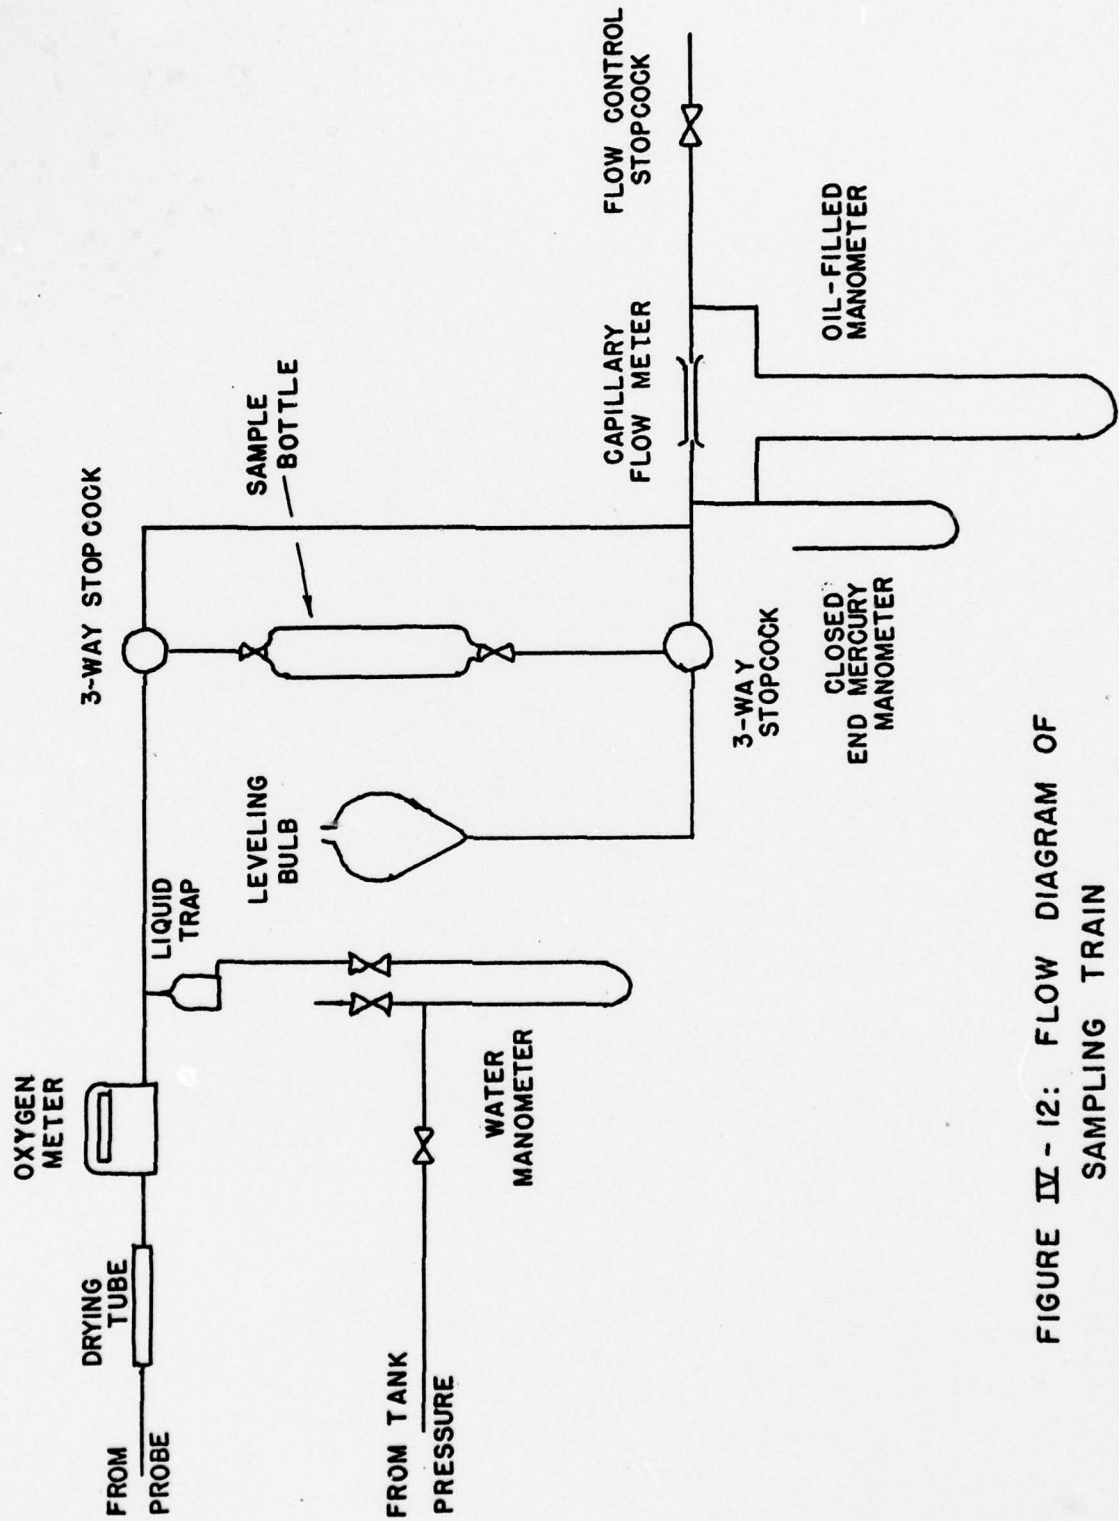 FROM
PROBE
DRYING
TUBE
OXYGEN
METER
LIQUID
TRAP
3-WAY STOPCOCK
SAMPLE
BOTTLE
LEVELING
BULB
FROM TANK
PRESSURE
WATER
MANOMETER
3-WAY
STOPCOCK
CLOSED
END MERCURY
MANOMETER
CAPILLARY
FLOW METER
OIL-FILLED
MANOMETER
FLOW CONTROL
STOPCOCK
FIGURE IV-12: FLOW DIAGRAM OF
SAMPLING TRAIN